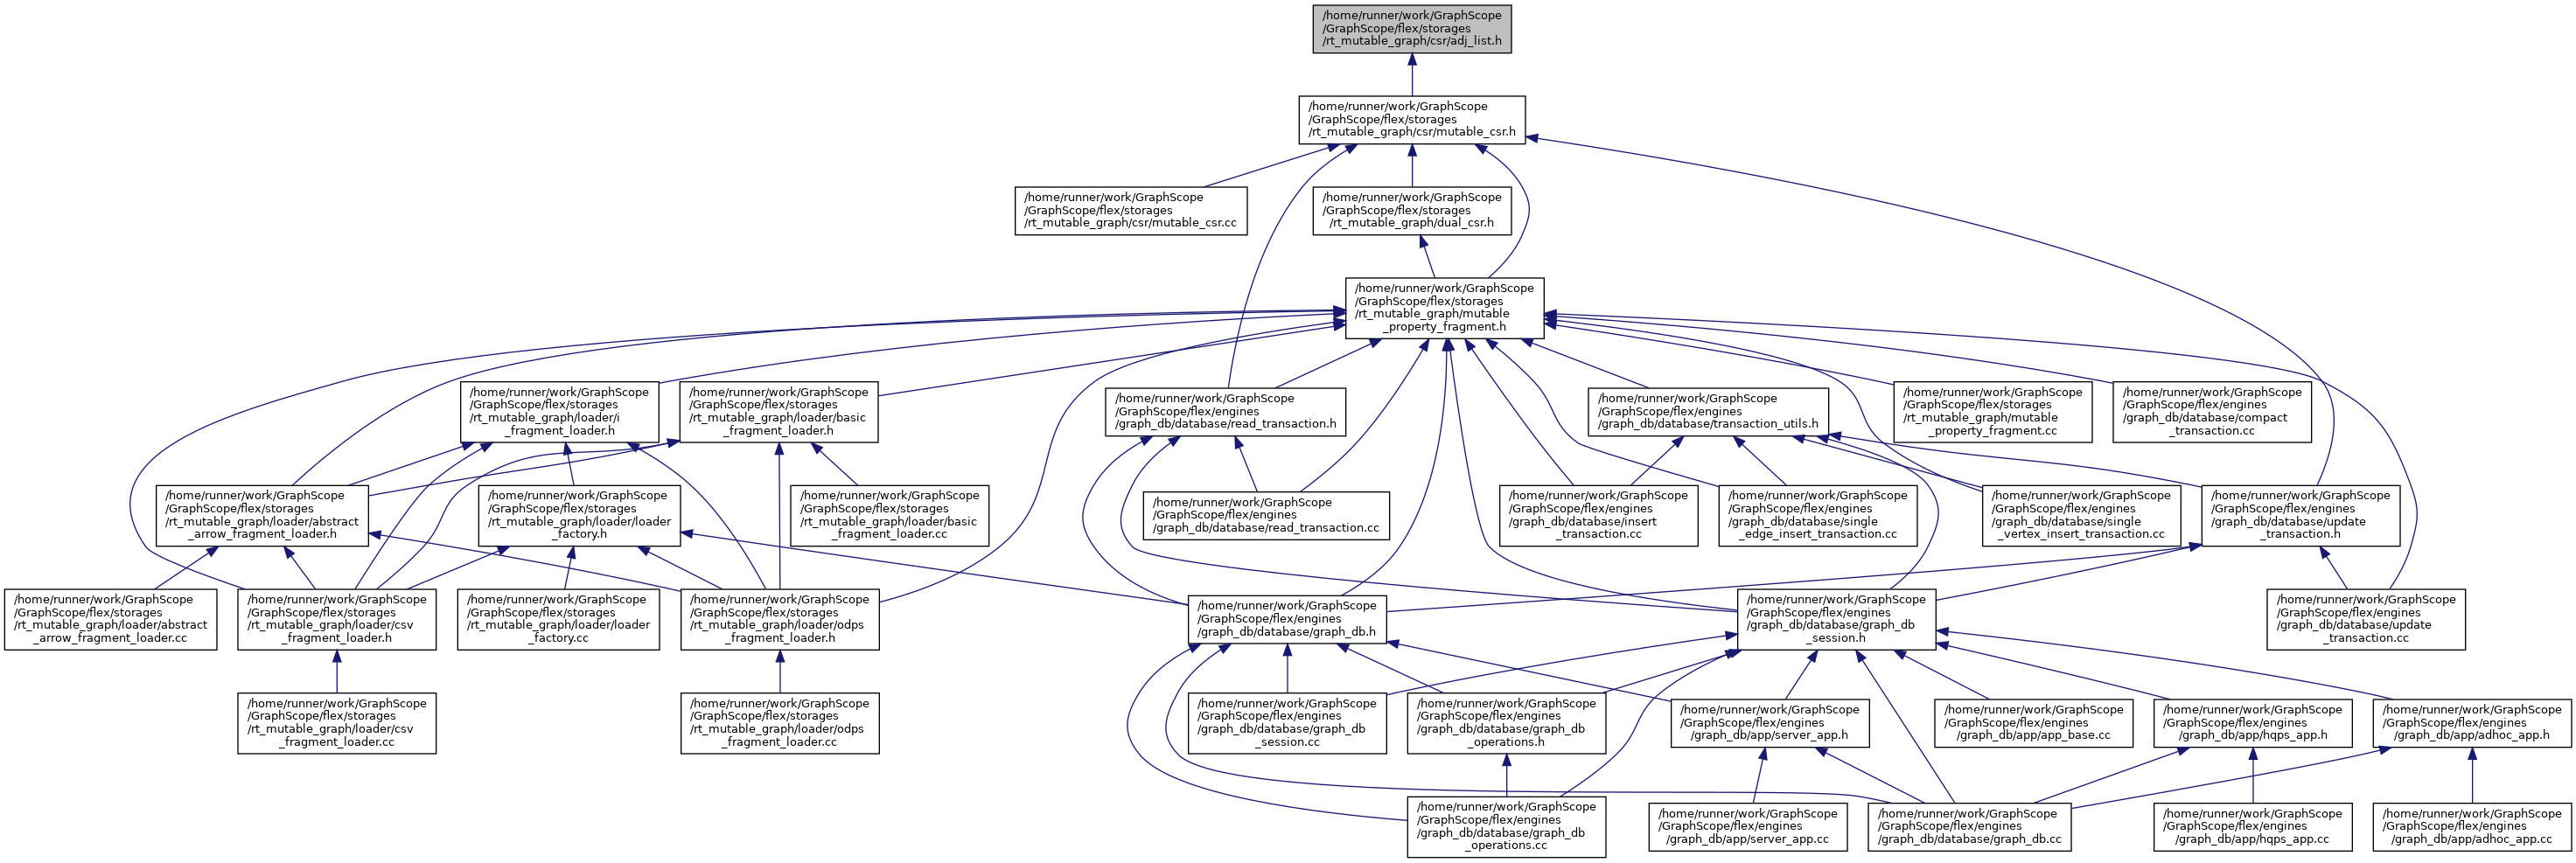 /home/runner/work/GraphScope
/GraphScope/flex/storages
/rt_mutable_graph/csr/adj_list.h
/home/runner/work/GraphScope
/GraphScope/flex/storages
/rt_mutable_graph/csr/mutable_csr.h
/home/runner/work/GraphScope
/GraphScope/flex/storages
/rt_mutable_graph/csr/mutable_csr.cc
/home/runner/work/GraphScope
/GraphScope/flex/storages
/rt_mutable_graph/dual_csr.h
/home/runner/work/GraphScope
/GraphScope/flex/storages
/rt_mutable_graph/mutable
_property_fragment.h
/home/runner/work/GraphScope
/GraphScope/flex/storages
/rt_mutable_graph/loader/i
_fragment_loader.h
/home/runner/work/GraphScope
/GraphScope/flex/storages
/rt_mutable_graph/loader/basic
_fragment_loader.h
/home/runner/work/GraphScope
/GraphScope/flex/engines
/graph_db/database/read_transaction.h
/home/runner/work/GraphScope
/GraphScope/flex/engines
/graph_db/database/transaction_utils.h
/home/runner/work/GraphScope
/GraphScope/flex/storages
/rt_mutable_graph/mutable
_property_fragment.cc
/home/runner/work/GraphScope
/GraphScope/flex/engines
/graph_db/database/compact
_transaction.cc
/home/runner/work/GraphScope
/GraphScope/flex/storages
/rt_mutable_graph/loader/abstract
_arrow_fragment_loader.h
/home/runner/work/GraphScope
/GraphScope/flex/storages
/rt_mutable_graph/loader/loader
_factory.h
/home/runner/work/GraphScope
/GraphScope/flex/storages
/rt_mutable_graph/loader/basic
_fragment_loader.cc
/home/runner/work/GraphScope
/GraphScope/flex/engines
/graph_db/database/read_transaction.cc
/home/runner/work/GraphScope
/GraphScope/flex/engines
/graph_db/database/insert
_transaction.cc
/home/runner/work/GraphScope
/GraphScope/flex/engines
/graph_db/database/single
_edge_insert_transaction.cc
/home/runner/work/GraphScope
/GraphScope/flex/engines
/graph_db/database/single
_vertex_insert_transaction.cc
/home/runner/work/GraphScope
/GraphScope/flex/engines
/graph_db/database/update
_transaction.h
/home/runner/work/GraphScope
/GraphScope/flex/storages
/rt_mutable_graph/loader/abstract
_arrow_fragment_loader.cc
/home/runner/work/GraphScope
/GraphScope/flex/storages
/rt_mutable_graph/loader/csv
_fragment_loader.h
/home/runner/work/GraphScope
/GraphScope/flex/storages
/rt_mutable_graph/loader/loader
_factory.cc
/home/runner/work/GraphScope
/GraphScope/flex/storages
/rt_mutable_graph/loader/odps
_fragment_loader.h
/home/runner/work/GraphScope
/GraphScope/flex/engines
/graph_db/database/graph_db.h
/home/runner/work/GraphScope
/GraphScope/flex/engines
/graph_db/database/graph_db
_session.h
/home/runner/work/GraphScope
/GraphScope/flex/engines
/graph_db/database/update
_transaction.cc
/home/runner/work/GraphScope
/GraphScope/flex/storages
/rt_mutable_graph/loader/csv
_fragment_loader.cc
/home/runner/work/GraphScope
/GraphScope/flex/storages
/rt_mutable_graph/loader/odps
_fragment_loader.cc
/home/runner/work/GraphScope
/GraphScope/flex/engines
/graph_db/database/graph_db
_session.cc
/home/runner/work/GraphScope
/GraphScope/flex/engines
/graph_db/database/graph_db
_operations.h
/home/runner/work/GraphScope
/GraphScope/flex/engines
/graph_db/app/server_app.h
/home/runner/work/GraphScope
/GraphScope/flex/engines
/graph_db/app/app_base.cc
/home/runner/work/GraphScope
/GraphScope/flex/engines
/graph_db/app/hqps_app.h
/home/runner/work/GraphScope
/GraphScope/flex/engines
/graph_db/app/adhoc_app.h
/home/runner/work/GraphScope
/GraphScope/flex/engines
/graph_db/database/graph_db
_operations.cc
/home/runner/work/GraphScope
/GraphScope/flex/engines
/graph_db/app/server_app.cc
/home/runner/work/GraphScope
/GraphScope/flex/engines
/graph_db/database/graph_db.cc
/home/runner/work/GraphScope
/GraphScope/flex/engines
/graph_db/app/hqps_app.cc
/home/runner/work/GraphScope
/GraphScope/flex/engines
/graph_db/app/adhoc_app.cc